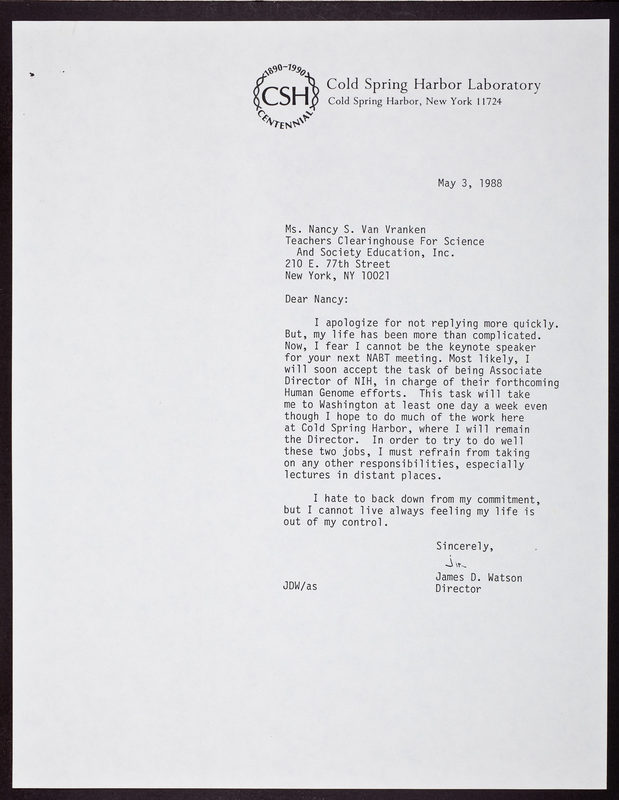 1890-1990
CSH
CENTENNIAL
Cold Spring Harbor Laboratory
Cold Spring Harbor, New York 11724
May 3, 1988
Ms. Nancy S. Van Vranken
Teachers Clearinghouse For Science
And Society Education, Inc.
210 E. 77th Street
New York, NY 10021
Dear Nancy:
I apologize for not replying more quickly.
But, my life has been more than complicated.
Now, I fear I cannot be the keynote speaker
for your next NABT meeting. Most likely, I
will soon accept the task of being Associate
Director of NIH, in charge of their forthcoming
Human Genome efforts. This task will take
me to Washington at least one day a week even
though I hope to do much of the work here
at Cold Spring Harbor, where I will remain
the Director. In order to try to do well
these two jobs, I must refrain from taking
on any other responsibilities, especially
lectures in distant places.
I hate to back down from my commitment,
but I cannot live always feeling my life is
out of my control.
Sincerely,
Jim
James D. Watson
JDW/as
Director